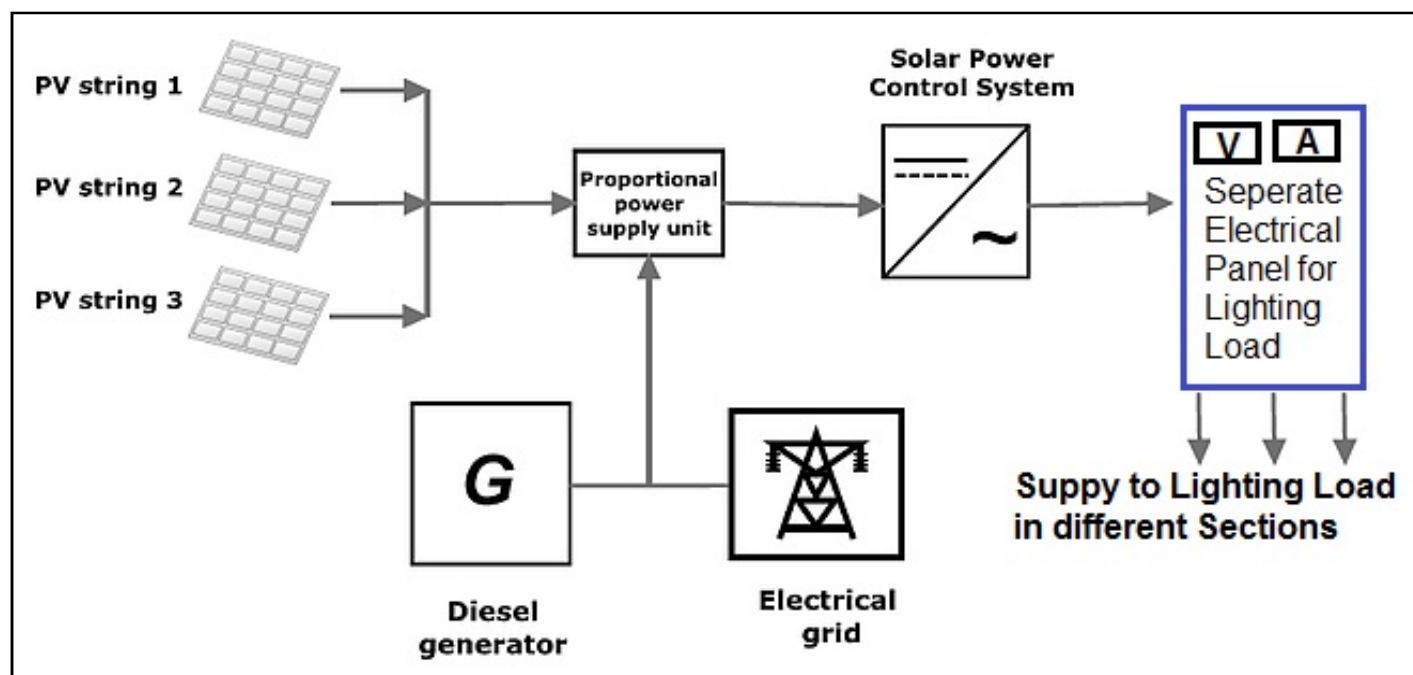 PV string 1
PV string 2
PV string 3
Proportional
power
supply unit
Solar Power
Control System
V A
Seperate
Electrical
Panel for
Lighting
Load
Suppy to Lighting Load
in different Sections
G
Diesel
generator
Electrical
grid